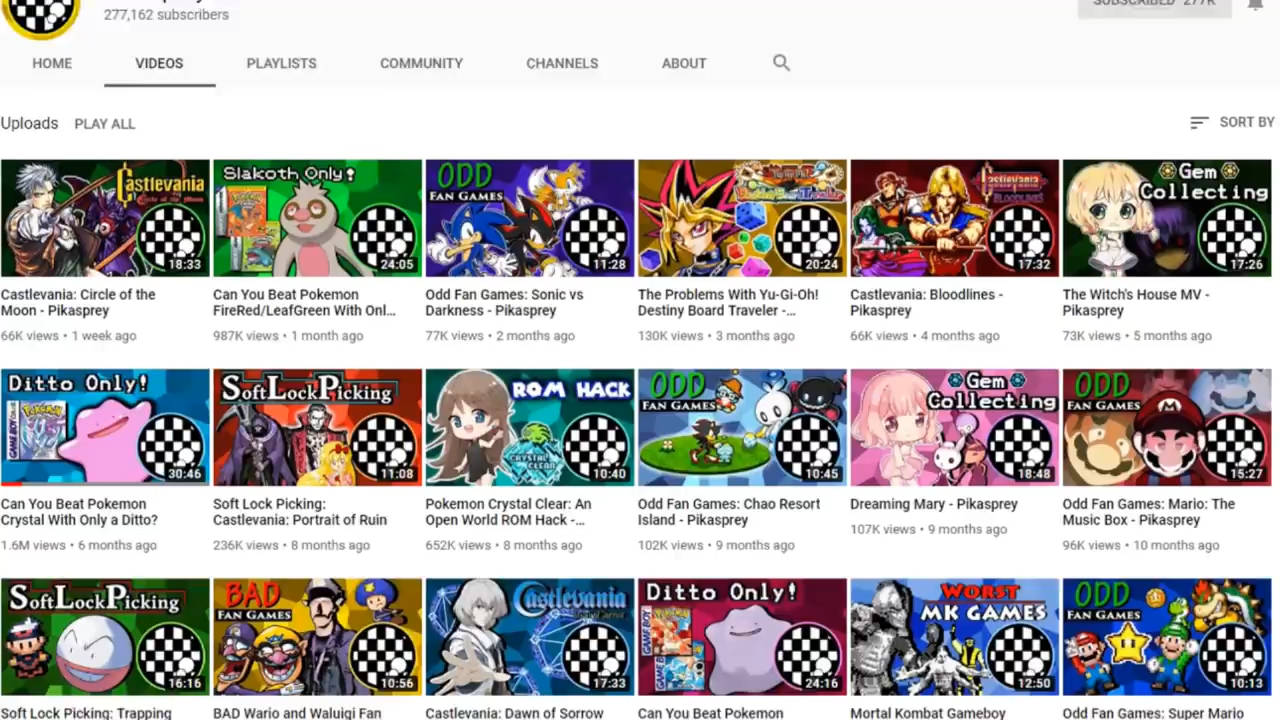 277,162 subscribers
SUBSCRIBED 277K
HOME
VIDEOS
PLAYLISTS
COMMUNITY
CHANNELS
ABOUT
Uploads
PLAY ALL
SORT BY
Castlevania
18:33
Slakoth Only!
24:05
ODD
FAN GAMES
11:28
20:24
Castlevania
BLOODLINES
17:32
Gem
Collecting
17:26
Castlevania: Circle of the
Moon - Pikasprey
66K views • 1 week ago
Can You Beat Pokemon
FireRed/LeafGreen With Onl...
987K views • 1 month ago
Odd Fan Games: Sonic vs
Darkness - Pikasprey
77K views • 2 months ago
The Problems With Yu-Gi-Oh!
Destiny Board Traveler -...
130K views • 3 months ago
Castlevania: Bloodlines -
Pikasprey
66K views • 4 months ago
The Witch's House MV -
Pikasprey
73K views • 5 months ago
Ditto Only!
30:46
SoftLockPicking
11:08
ROM HACK
CRYSTAL
CLEAR
10:40
ODD
FAN GAMES
10:45
Gem
Collecting
18:48
ODD
FAN GAMES
15:27
Can You Beat Pokemon
Crystal With Only a Ditto?
1.6M views • 6 months ago
Soft Lock Picking:
Castlevania: Portrait of Ruin
236K views • 8 months ago
Pokemon Crystal Clear: An
Open World ROM Hack -...
652K views • 8 months ago
Odd Fan Games: Chao Resort
Island - Pikasprey
102K views • 9 months ago
Dreaming Mary - Pikasprey
107K views • 9 months ago
Odd Fan Games: Mario: The
Music Box - Pikasprey
96K views • 10 months ago
SoftLockPicking
16:16
BAD
FAN GAMES
10:56
Castlevania
17:33
Ditto Only!
24:16
WORST
MK GAMES
12:50
ODD
FAN GAMES
10:13
Soft Lock Picking: Trapping
BAD Wario and Waluigi Fan
Castlevania: Dawn of Sorrow
Can You Beat Pokemon
Mortal Kombat Gameboy
Odd Fan Games: Super Mario